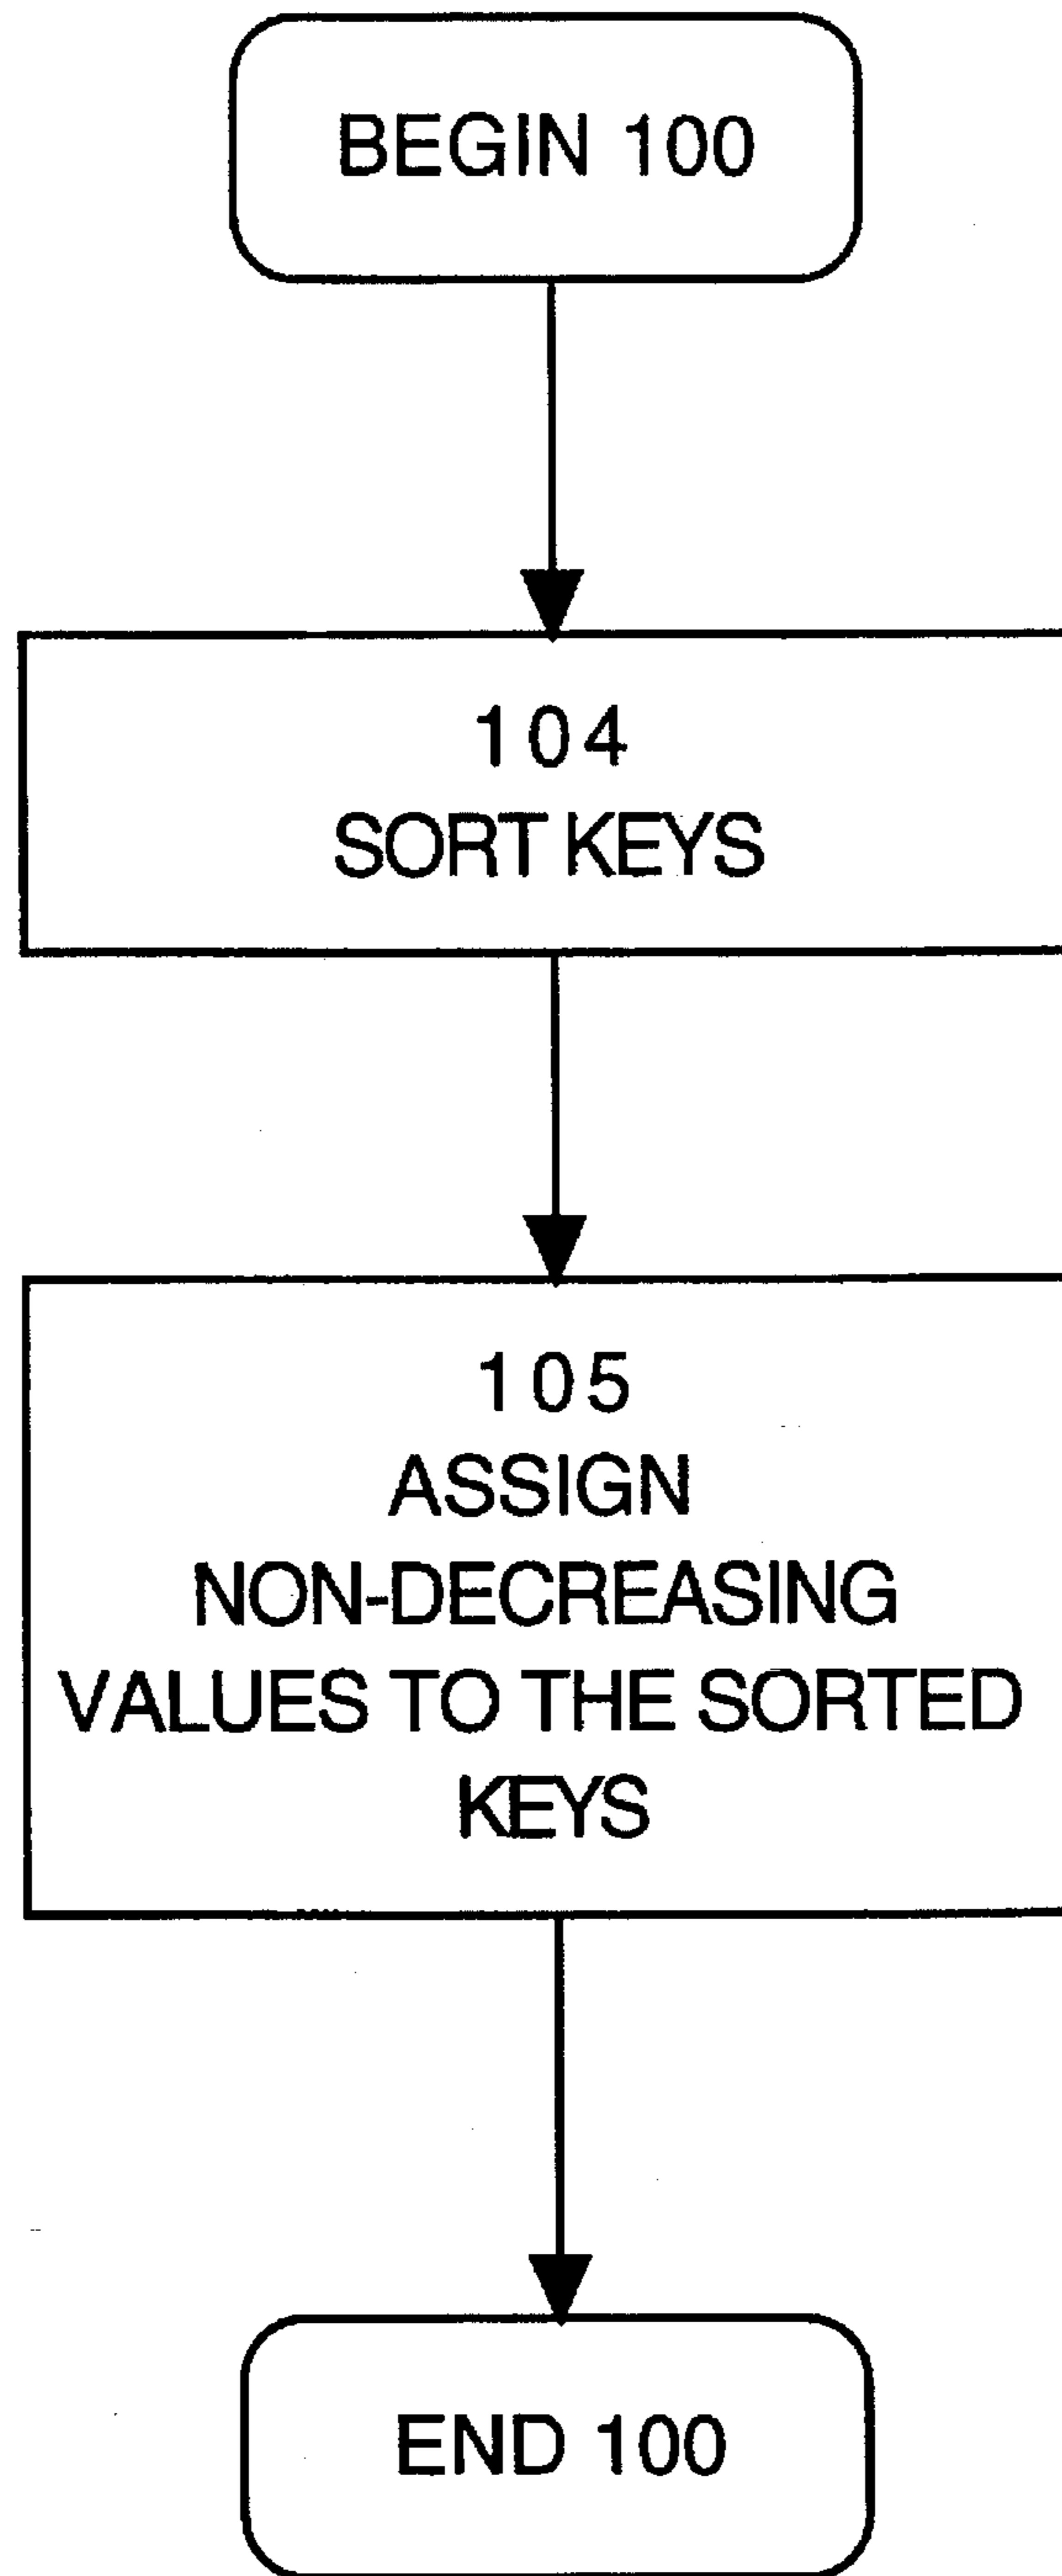 BEGIN 100
104
SORT KEYS
105
ASSIGN
NON-DECREASING
VALUES TO THE SORTED
KEYS
END 100